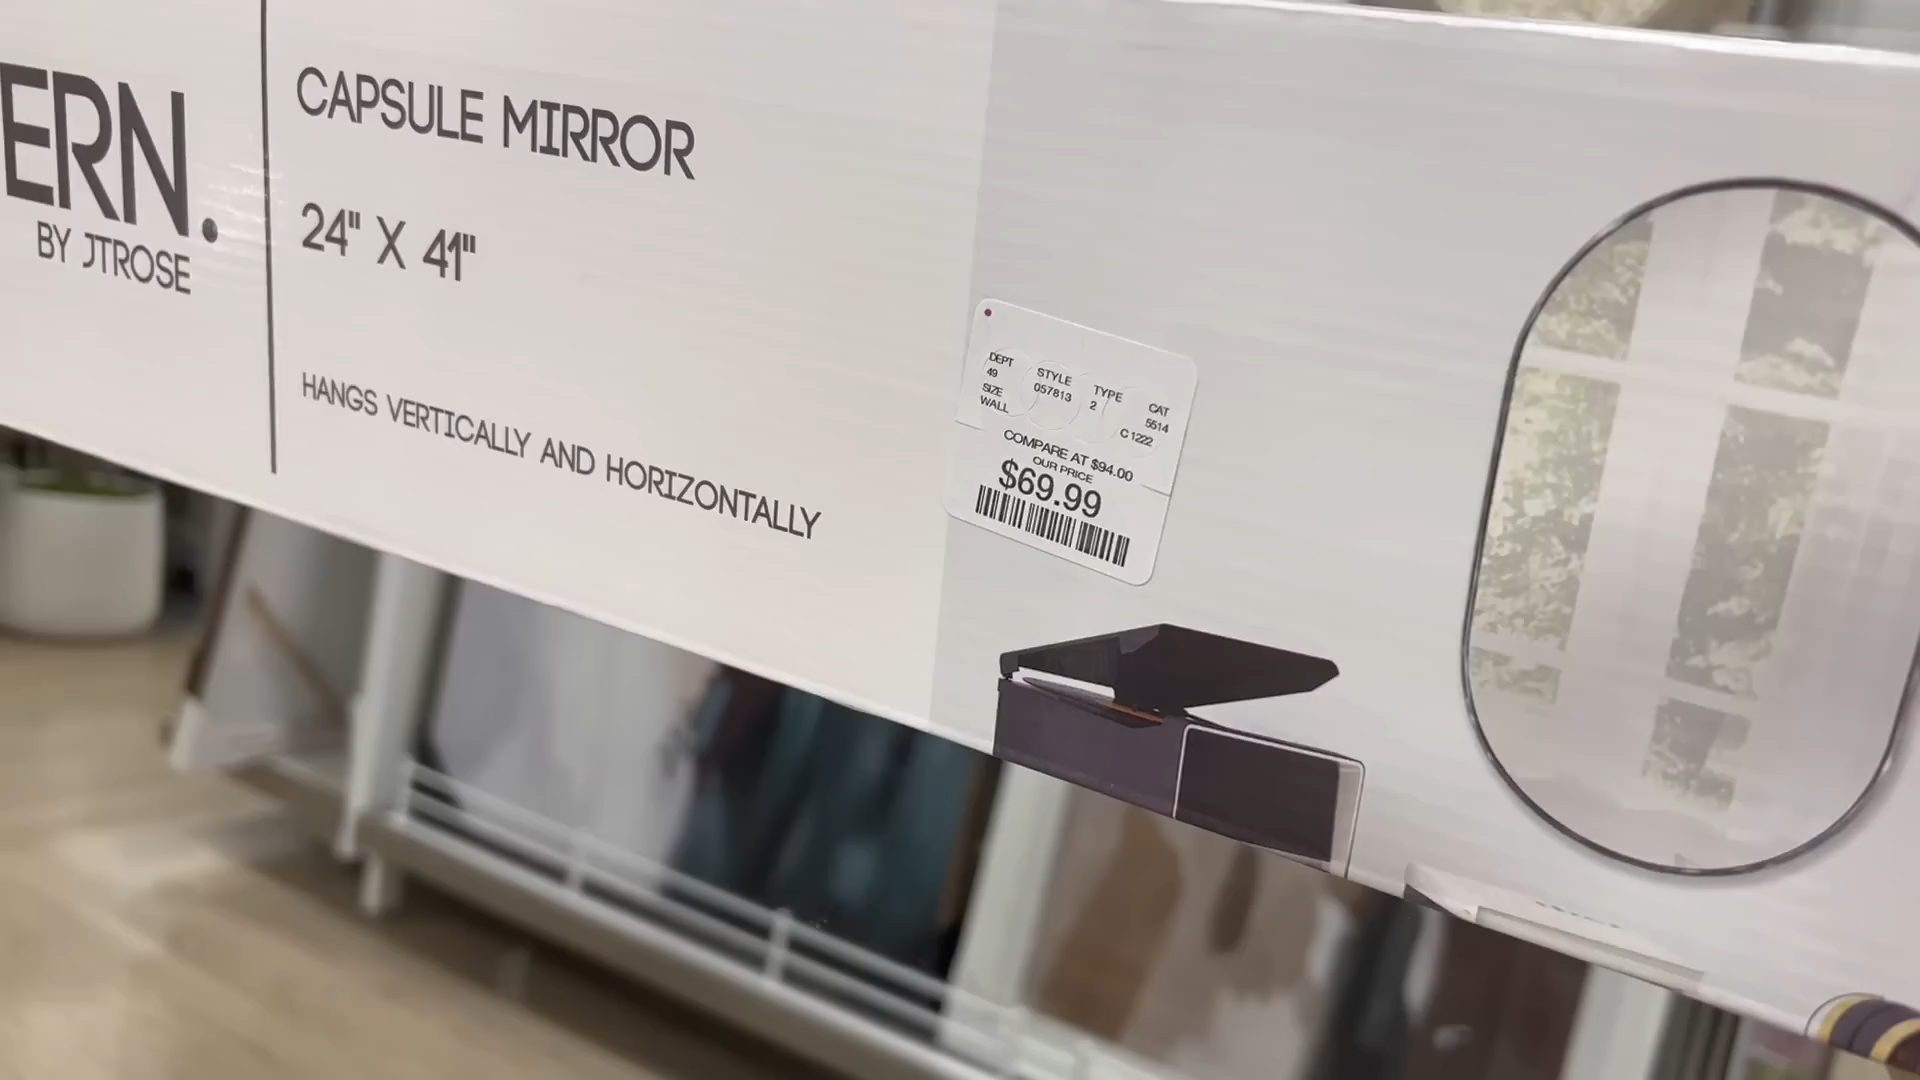 ERN.
BY JTROSE
CAPSULE MIRROR
24" X 41"
HANGS VERTICALLY AND HORIZONTALLY
DEPT STYLE TYPE CAT
49 057813 2 5514
SIZE
WALL C1222
COMPARE AT $94.00
OUR PRICE
$69.99